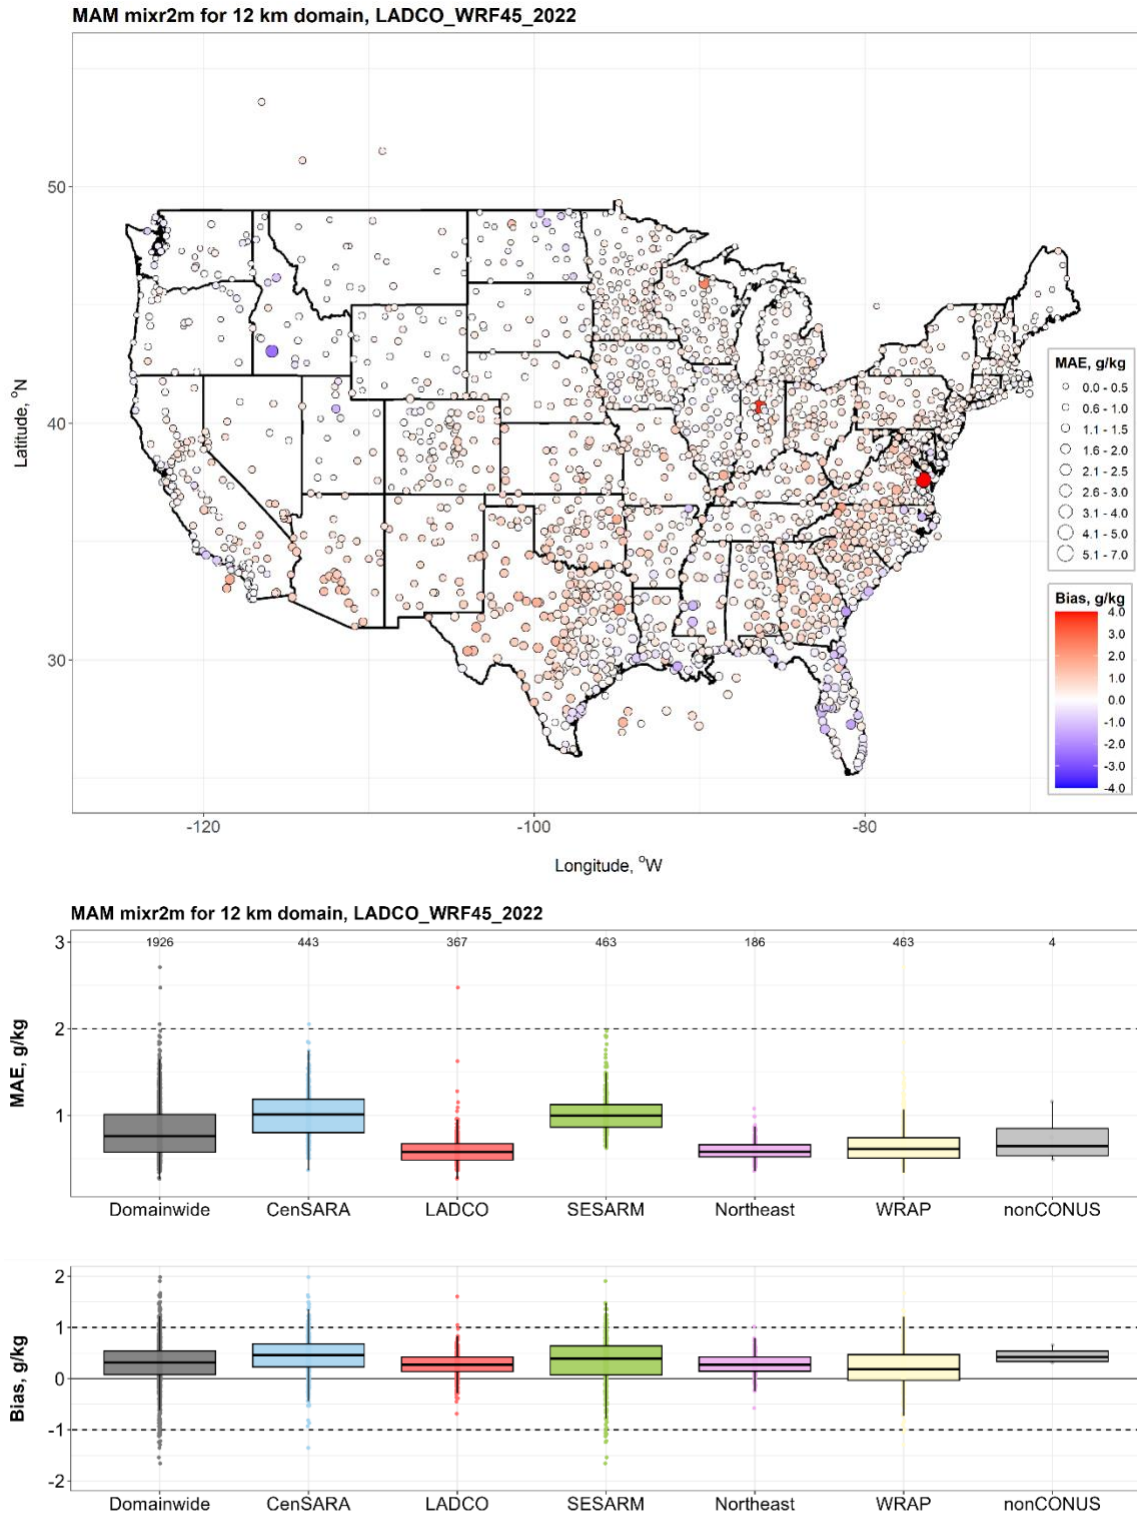 MAM mixr2m for 12 km domain, LADCO_WRF45_2022
50
40
30
Latitude, °N
-120
-100
-80
Longitude, °W
MAE, g/kg
0.0 - 0.5
0.6 - 1.0
1.1 - 1.5
1.6 - 2.0
2.1 - 2.5
2.6 - 3.0
3.1 - 4.0
4.1 - 5.0
5.1 - 7.0
Bias, g/kg
4.0
3.0
2.0
1.0
0.0
-1.0
-2.0
-3.0
-4.0
MAM mixr2m for 12 km domain, LADCO_WRF45_2022
1926 443 367 463 186 463 4
3
2
1
MAE, g/kg
Domainwide CenSARA LADCO SESARM Northeast WRAP nonCONUS
2
1
0
-1
-2
Bias, g/kg
Domainwide CenSARA LADCO SESARM Northeast WRAP nonCONUS